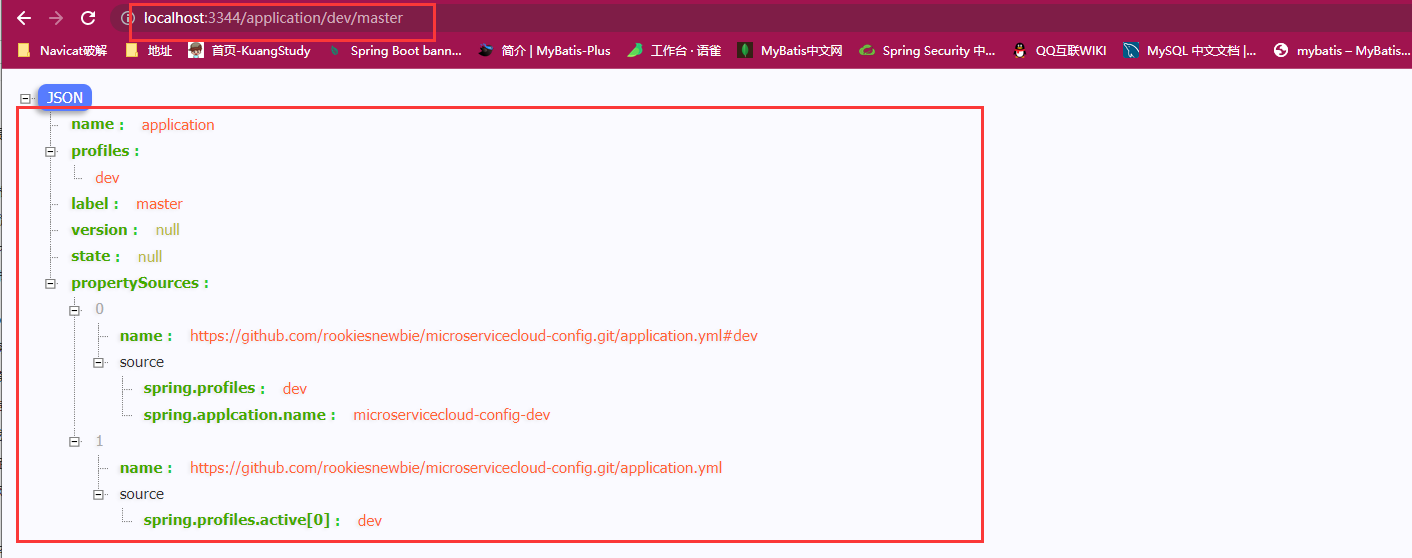 localhost:3344/application/dev/master
Navicat破解 地址 首页-KuangStudy Spring Boot bann... 简介 | MyBatis-Plus 工作台 · 语雀 MyBatis中文网 Spring Security 中... QQ互联WIKI MySQL 中文文档 |... mybatis – MyBatis...
JSON
name : application
profiles :
dev
label : master
version : null
state : null
propertySources :
0
name : https://github.com/rookiesnewbie/microservicecloud-config.git/application.yml#dev
source
spring.profiles : dev
spring.applcation.name : microservicecloud-config-dev
1
name : https://github.com/rookiesnewbie/microservicecloud-config.git/application.yml
source
spring.profiles.active[0] : dev